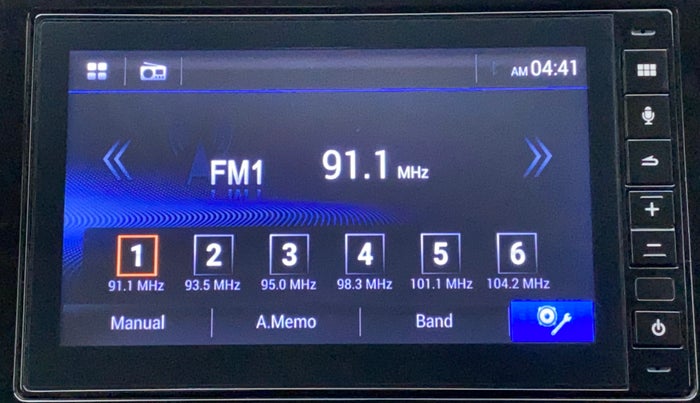 AM 04:41
FM1 91.1 MHz
1 2 3 4 5 6
91.1 MHz 93.5 MHz 95.0 MHz 98.3 MHz 101.1 MHz 104.2 MHz
Manual A.Memo Band